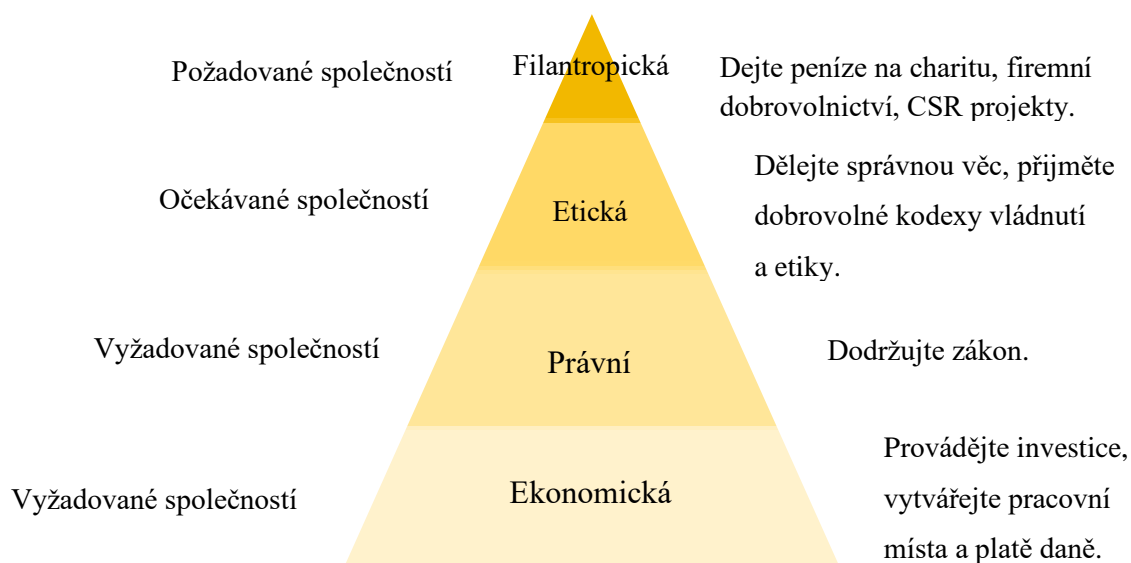 Požadované společností
Filantropická
Dejte peníze na charitu, firemní
dobrovolnictví, CSR projekty.
Očekávané společností
Etická
Dělejte správnou věc, přijměte
dobrovolné kodexy vládnutí
a etiky.
Vyžadované společností
Právní
Dodržujte zákon.
Vyžadované společností
Ekonomická
Provádějte investice,
vytvářejte pracovní
místa a platě daně.